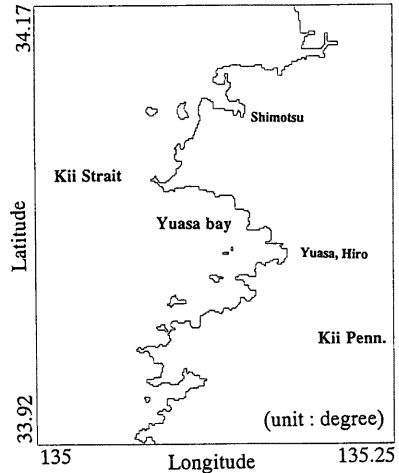 34.17
Shimotsu
Kii Strait
Yuasa bay
Latitude
Yuasa, Hiro
Kii Penn.
33.92
(unit : degree)
135
Longitude
135.25